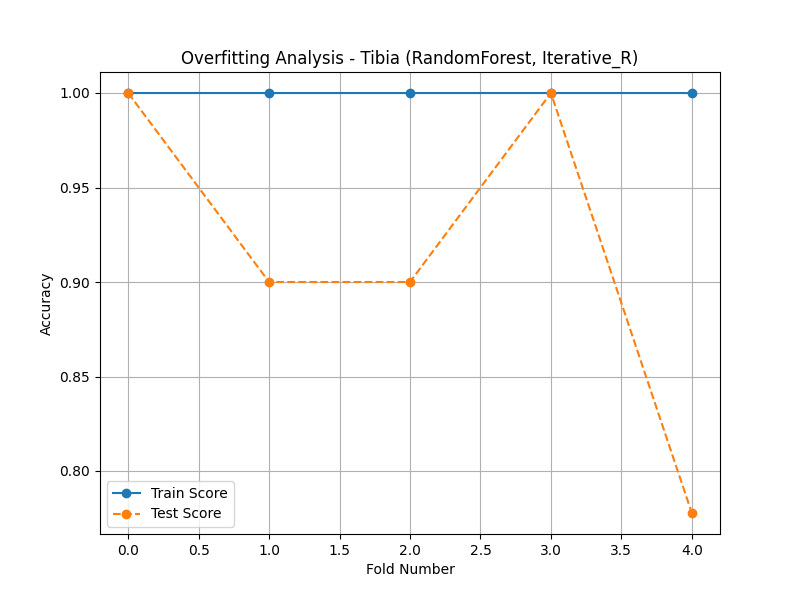 Overfitting Analysis - Tibia (RandomForest, Iterative_R)
1.00
0.95
0.90
0.85
0.80
Accuracy
Train Score
Test Score
0.0 0.5 1.0 1.5 2.0 2.5 3.0 3.5 4.0
Fold Number